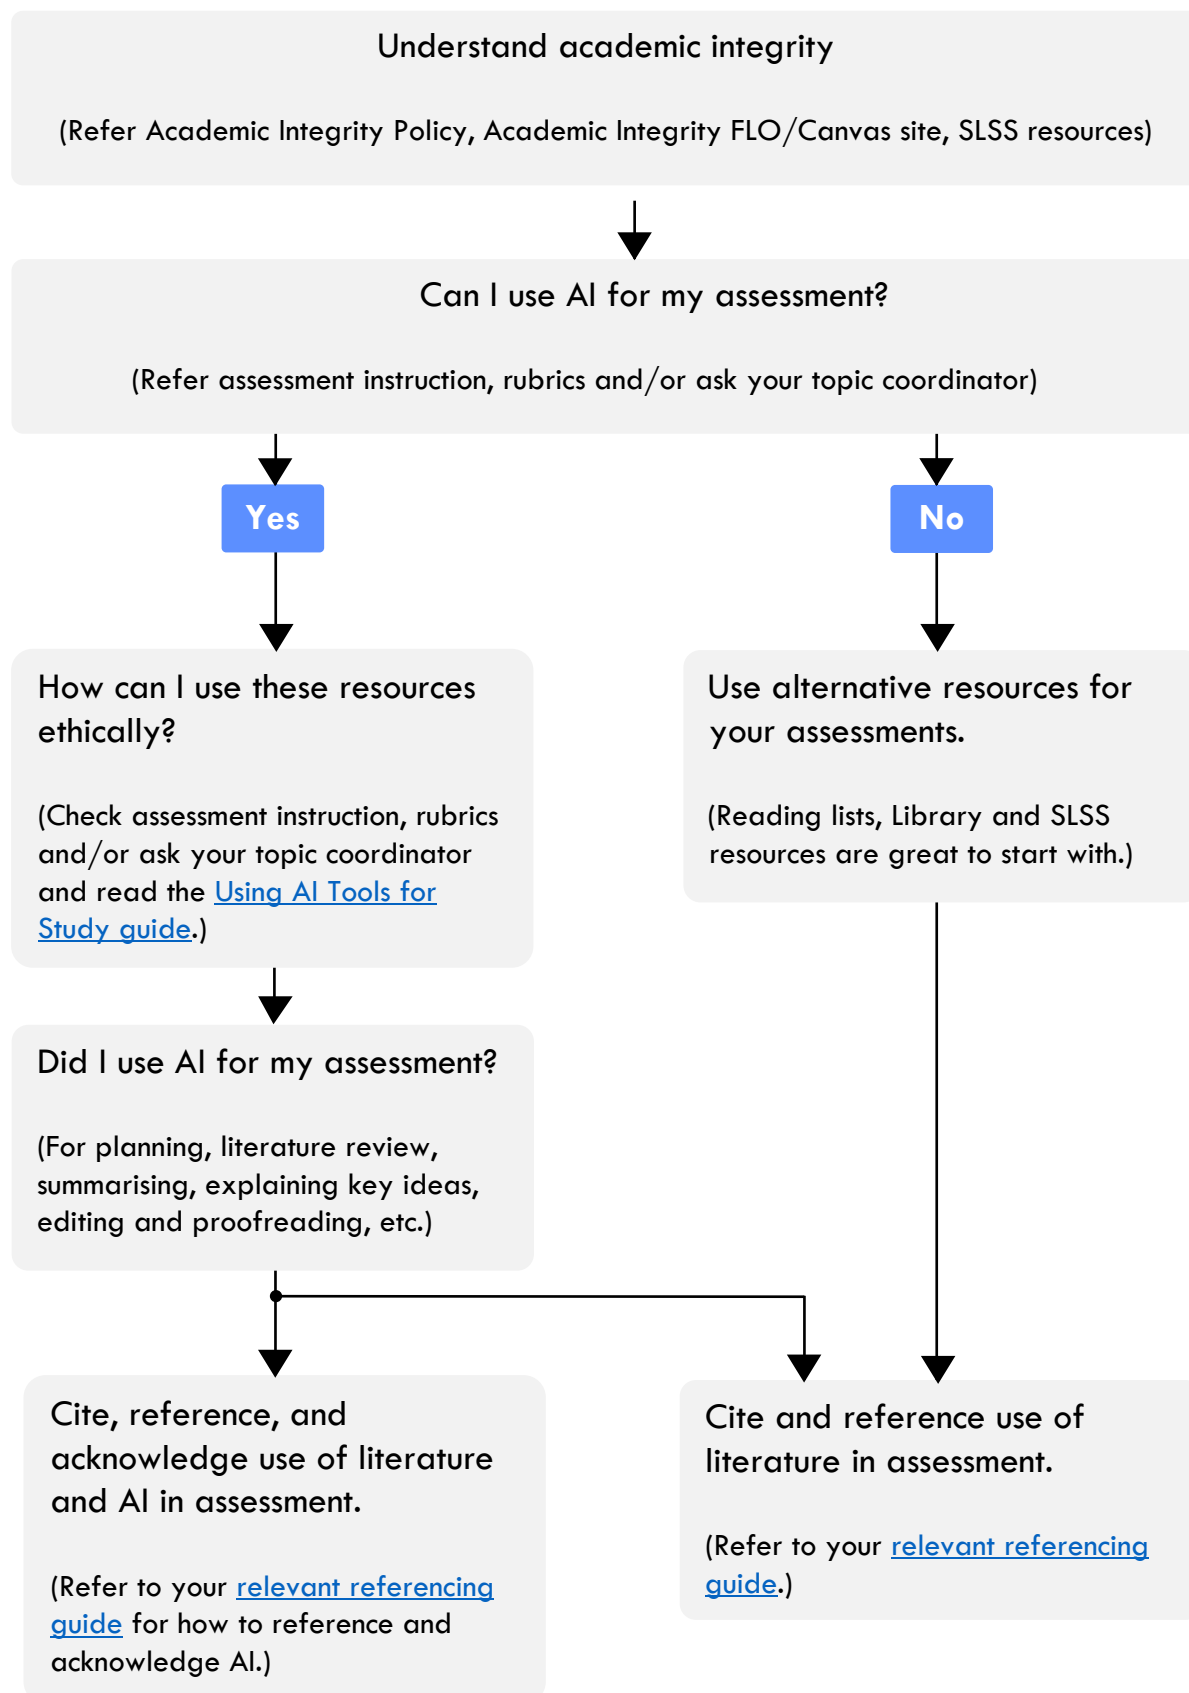 Understand academic integrity
(Refer Academic Integrity Policy, Academic Integrity FLO/Canvas site, SLSS resources)
Can I use AI for my assessment?
(Refer assessment instruction, rubrics and/or ask your topic coordinator)
Yes
No
How can I use these resources
ethically?
(Check assessment instruction, rubrics
and/or ask your topic coordinator
and read the Using AI Tools for
Study guide.)
Use alternative resources for
your assessments.
(Reading lists, Library and SLSS
resources are great to start with.)
Did I use AI for my assessment?
(For planning, literature review,
summarising, explaining key ideas,
editing and proofreading, etc.)
Cite, reference, and
acknowledge use of literature
and AI in assessment.
(Refer to your relevant referencing
guide for how to reference and
acknowledge AI.)
Cite and reference use of
literature in assessment.
(Refer to your relevant referencing
guide.)